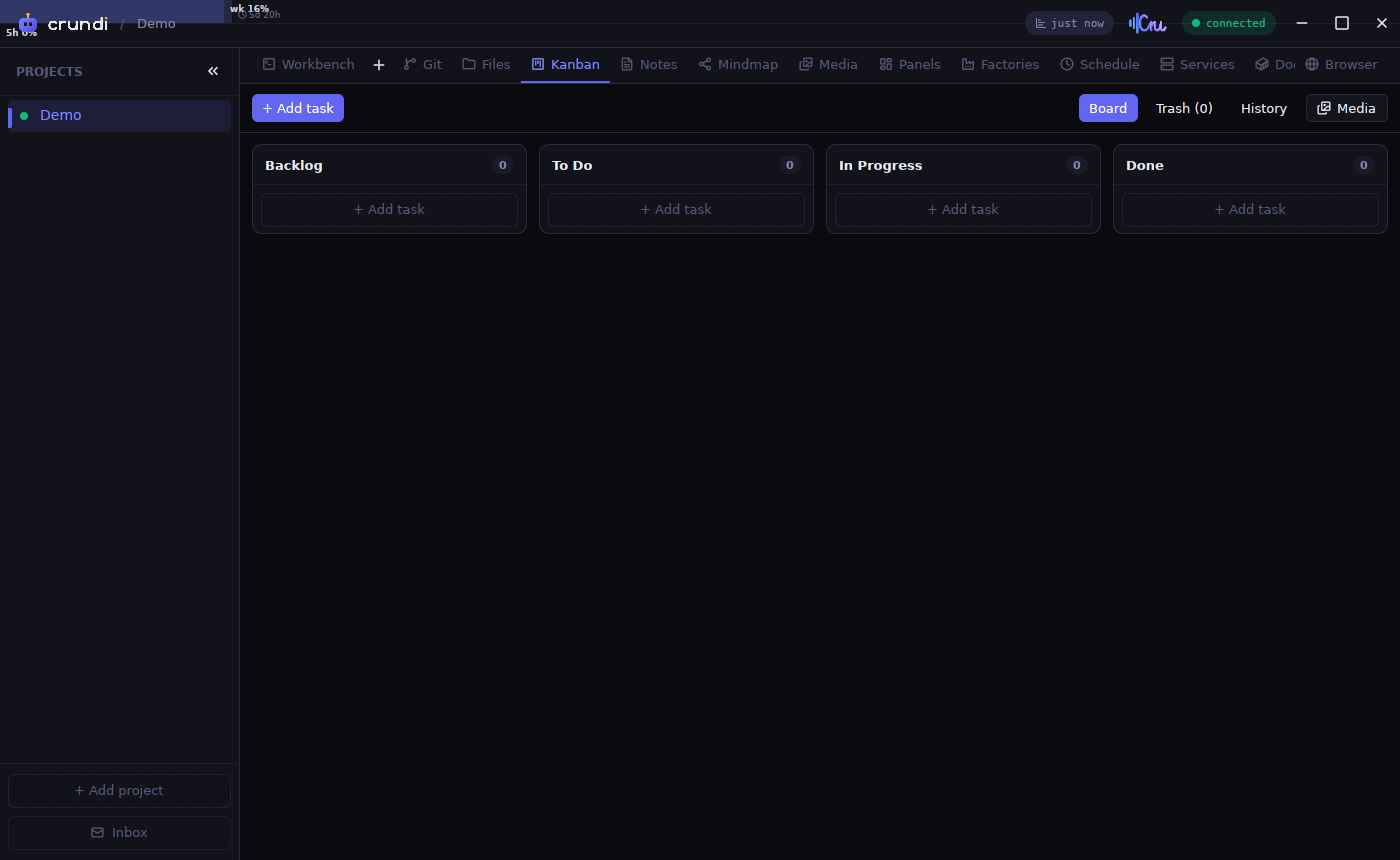 wk 16%
5d 20h
5h 0%
crundi / Demo
just now
Cru
connected
PROJECTS
Workbench
Git
Files
Kanban
Notes
Mindmap
Media
Panels
Factories
Schedule
Services
Doc
Browser
Demo
+ Add task
Board
Trash (0)
History
Media
Backlog 0
To Do 0
In Progress 0
Done 0
+ Add task
+ Add task
+ Add task
+ Add task
+ Add project
Inbox